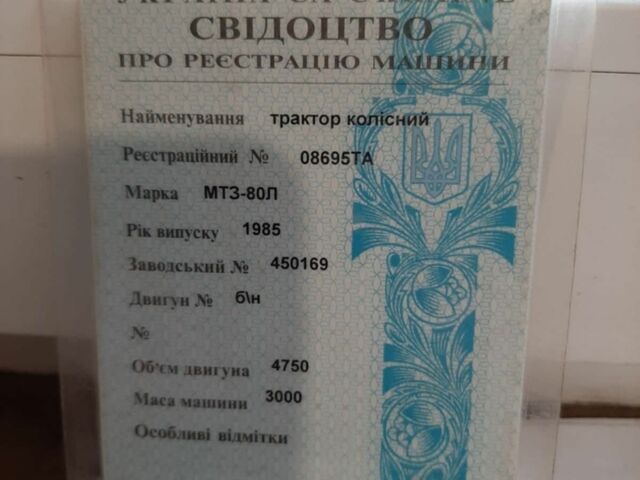 СВІДОЦТВО
ПРО РЕЄСТРАЦІЮ МАШИНИ
Найменування трактор колісний
Реєстраційний № 08695ТА
Марка МТЗ-80Л
Рік випуску 1985
Заводський № 450169
Двигун № б\н
№
Об'єм двигуна 4750
Маса машини 3000
Особливі відмітки